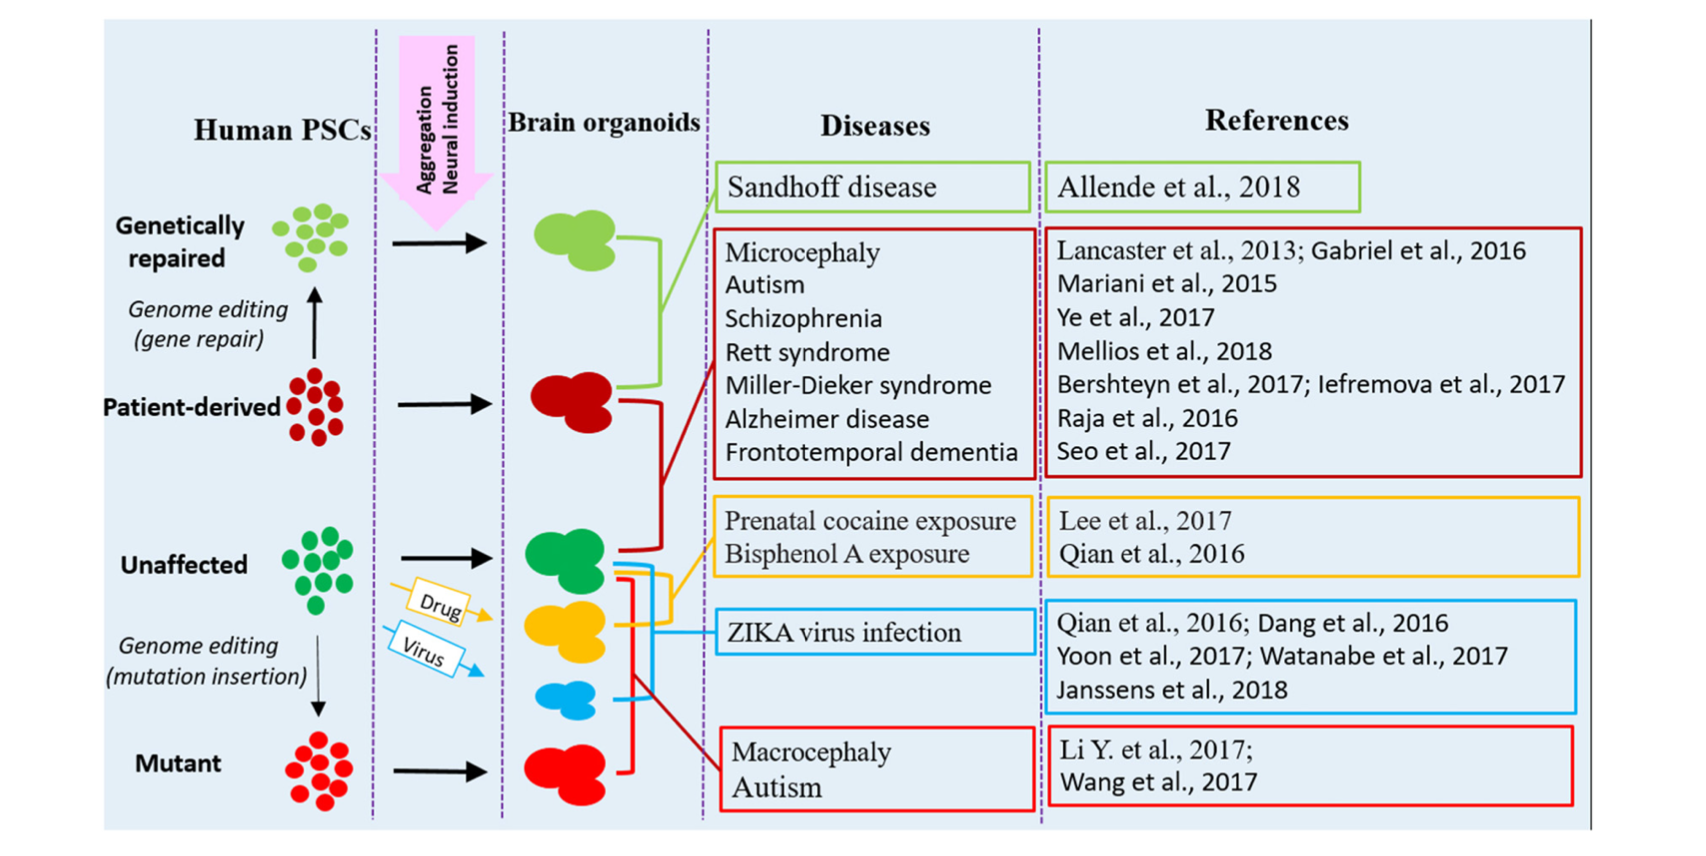 Human PSCs
Aggregation
Neural induction
Brain organoids
Diseases
References
Genetically
repaired
Genome editing
(gene repair)
Patient-derived
Unaffected
Genome editing
(mutation insertion)
Mutant
Drug
Virus
Sandhoff disease
Allende et al., 2018
Microcephaly
Autism
Schizophrenia
Rett syndrome
Miller-Dieker syndrome
Alzheimer disease
Frontotemporal dementia
Lancaster et al., 2013; Gabriel et al., 2016
Mariani et al., 2015
Ye et al., 2017
Mellios et al., 2018
Bershteyn et al., 2017; Iefremova et al., 2017
Raja et al., 2016
Seo et al., 2017
Prenatal cocaine exposure
Bisphenol A exposure
Lee et al., 2017
Qian et al., 2016
ZIKA virus infection
Qian et al., 2016; Dang et al., 2016
Yoon et al., 2017; Watanabe et al., 2017
Janssens et al., 2018
Macrocephaly
Autism
Li Y. et al., 2017;
Wang et al., 2017